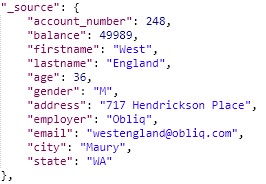 "_source": {
    "account_number": 248,
    "balance": 49989,
    "firstname": "West",
    "lastname": "England",
    "age": 36,
    "gender": "M",
    "address": "717 Hendrickson Place",
    "employer": "Obliq",
    "email": "westengland@obliq.com",
    "city": "Maury",
    "state": "WA"
},